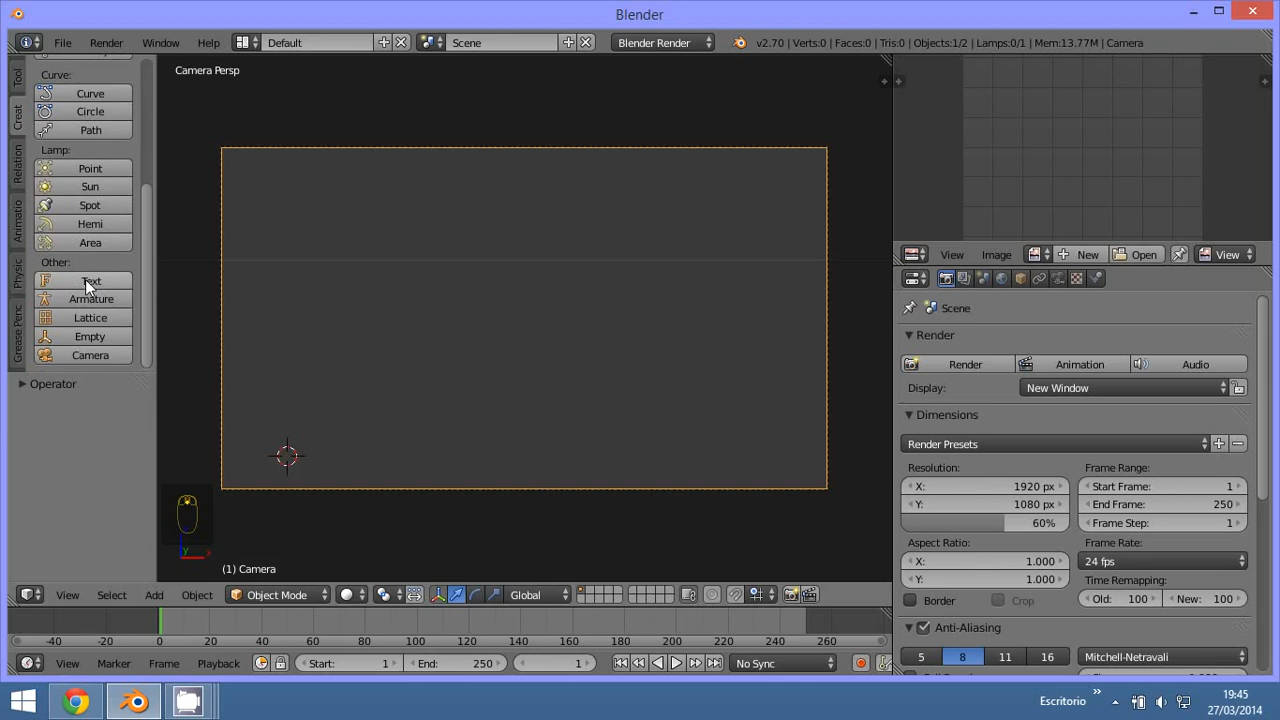 Blender
File Render Window Help Default Scene Blender Render v2.70 | Verts:0 | Faces:0 | Tris:0 | Objects:1/2 | Lamps:0/1 | Mem:13.77M | Camera
Tool
Creat
Relation
Animatio
Physic
Grease Penc
Curve:
Curve
Circle
Path
Lamp:
Point
Sun
Spot
Hemi
Area
Other:
Text
Armature
Lattice
Empty
Camera
Operator
Camera Persp
y
(1) Camera
View Select Add Object Object Mode Global
-40 -20 0 20 40 60 80 100 120 140 160 180 200 220 240 260
View Marker Frame Playback Start: 1 End: 250 1 No Sync
View Image New Open View
Scene
Render
Render Animation Audio
Display: New Window
Dimensions
Render Presets
Resolution: Frame Range:
X: 1920 px Start Frame: 1
Y: 1080 px End Frame: 250
60% Frame Step: 1
Aspect Ratio: Frame Rate:
X: 1.000 24 fps
Y: 1.000 Time Remapping:
Border Crop Old: 100 New: 100
Anti-Aliasing
5 8 11 16 Mitchell-Netravali
Escritorio
19:45
27/03/2014